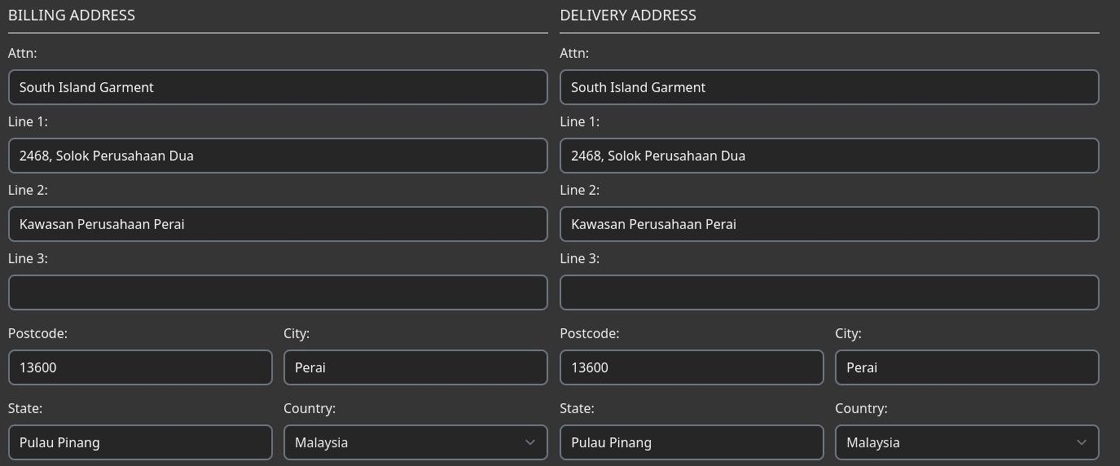 BILLING ADDRESS
Attn:
South Island Garment
Line 1:
2468, Solok Perusahaan Dua
Line 2:
Kawasan Perusahaan Perai
Line 3:
Postcode: City:
13600 Perai
State: Country:
Pulau Pinang Malaysia
DELIVERY ADDRESS
Attn:
South Island Garment
Line 1:
2468, Solok Perusahaan Dua
Line 2:
Kawasan Perusahaan Perai
Line 3:
Postcode: City:
13600 Perai
State: Country:
Pulau Pinang Malaysia